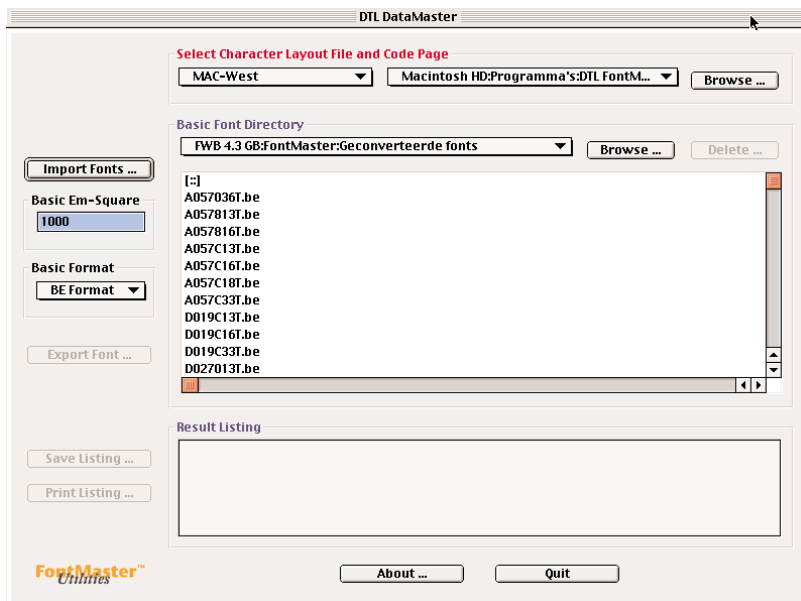 DTL DataMaster
Select Character Layout File and Code Page
MAC-West
Macintosh HD:Programma's:DTL FontM...
Browse ...
Basic Font Directory
FWB 4.3 GB:FontMaster:Geconverteerde fonts
Browse ...
Delete ...
Import Fonts ...
Basic Em-Square
1000
Basic Format
BE Format
Export Font ...
Save Listing ...
Print Listing ...
[::]
A057036T.be
A057813T.be
A057816T.be
A057C13T.be
A057C16T.be
A057C18T.be
A057C33T.be
D019C13T.be
D019C16T.be
D019C33T.be
D027013T.be
Result Listing
FontMaster™
Utilities
About ...
Quit